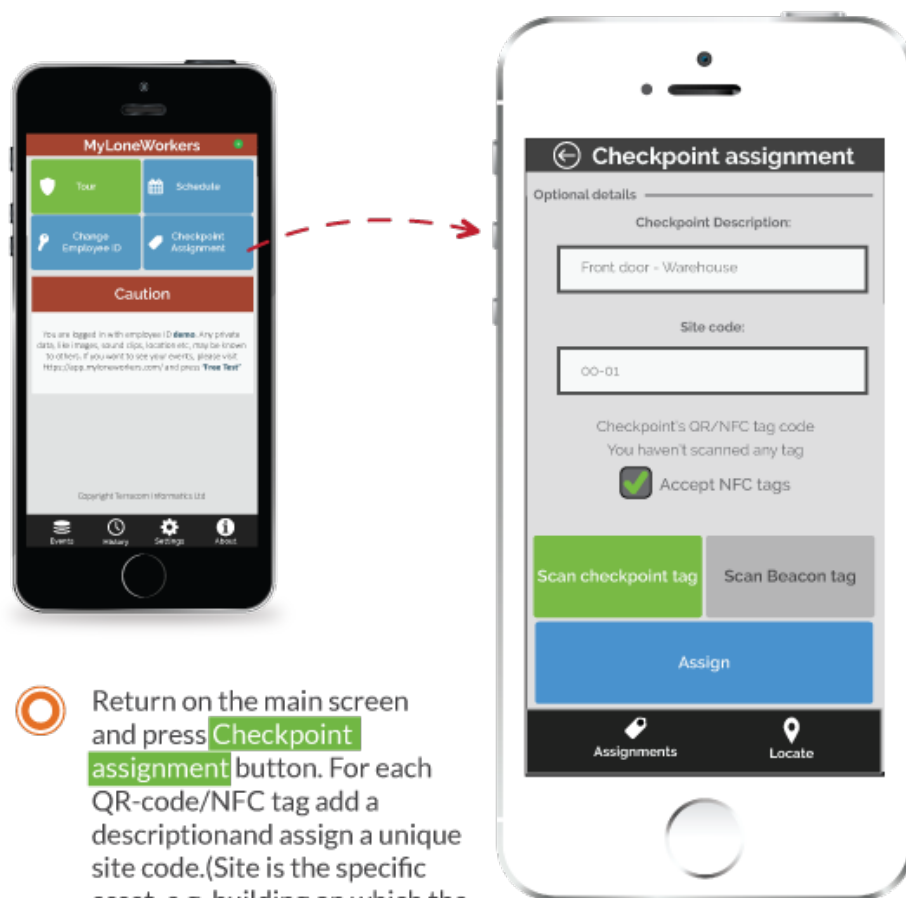 MyLoneWorkers
Tour
Schedule
Change
Employee ID
Checkpoint
Assignment
Caution
You are logged in with employee ID demo. Any private
data, like images, sound clips, location etc, may be known
to others. If you want to see your events, please visit
https://app.myloneworkers.com/ and press "Free Test"
Copyright Terracom Informatics Ltd
Events
History
Settings
About
Checkpoint assignment
Optional details
Checkpoint Description:
Front door - Warehouse
Site code:
00-01
Checkpoint's QR/NFC tag code
You haven't scanned any tag
Accept NFC tags
Scan checkpoint tag
Scan Beacon tag
Assign
Assignments
Locate
Return on the main screen
and press Checkpoint
assignment button. For each
QR-code/NFC tag add a
descriptionand assign a unique
site code.(Site is the specific
asset, e.g. building on which the